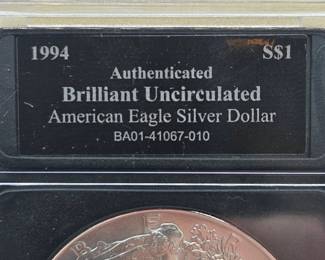 1994 S$1
Authenticated
Brilliant Uncirculated
American Eagle Silver Dollar
BA01-41067-010